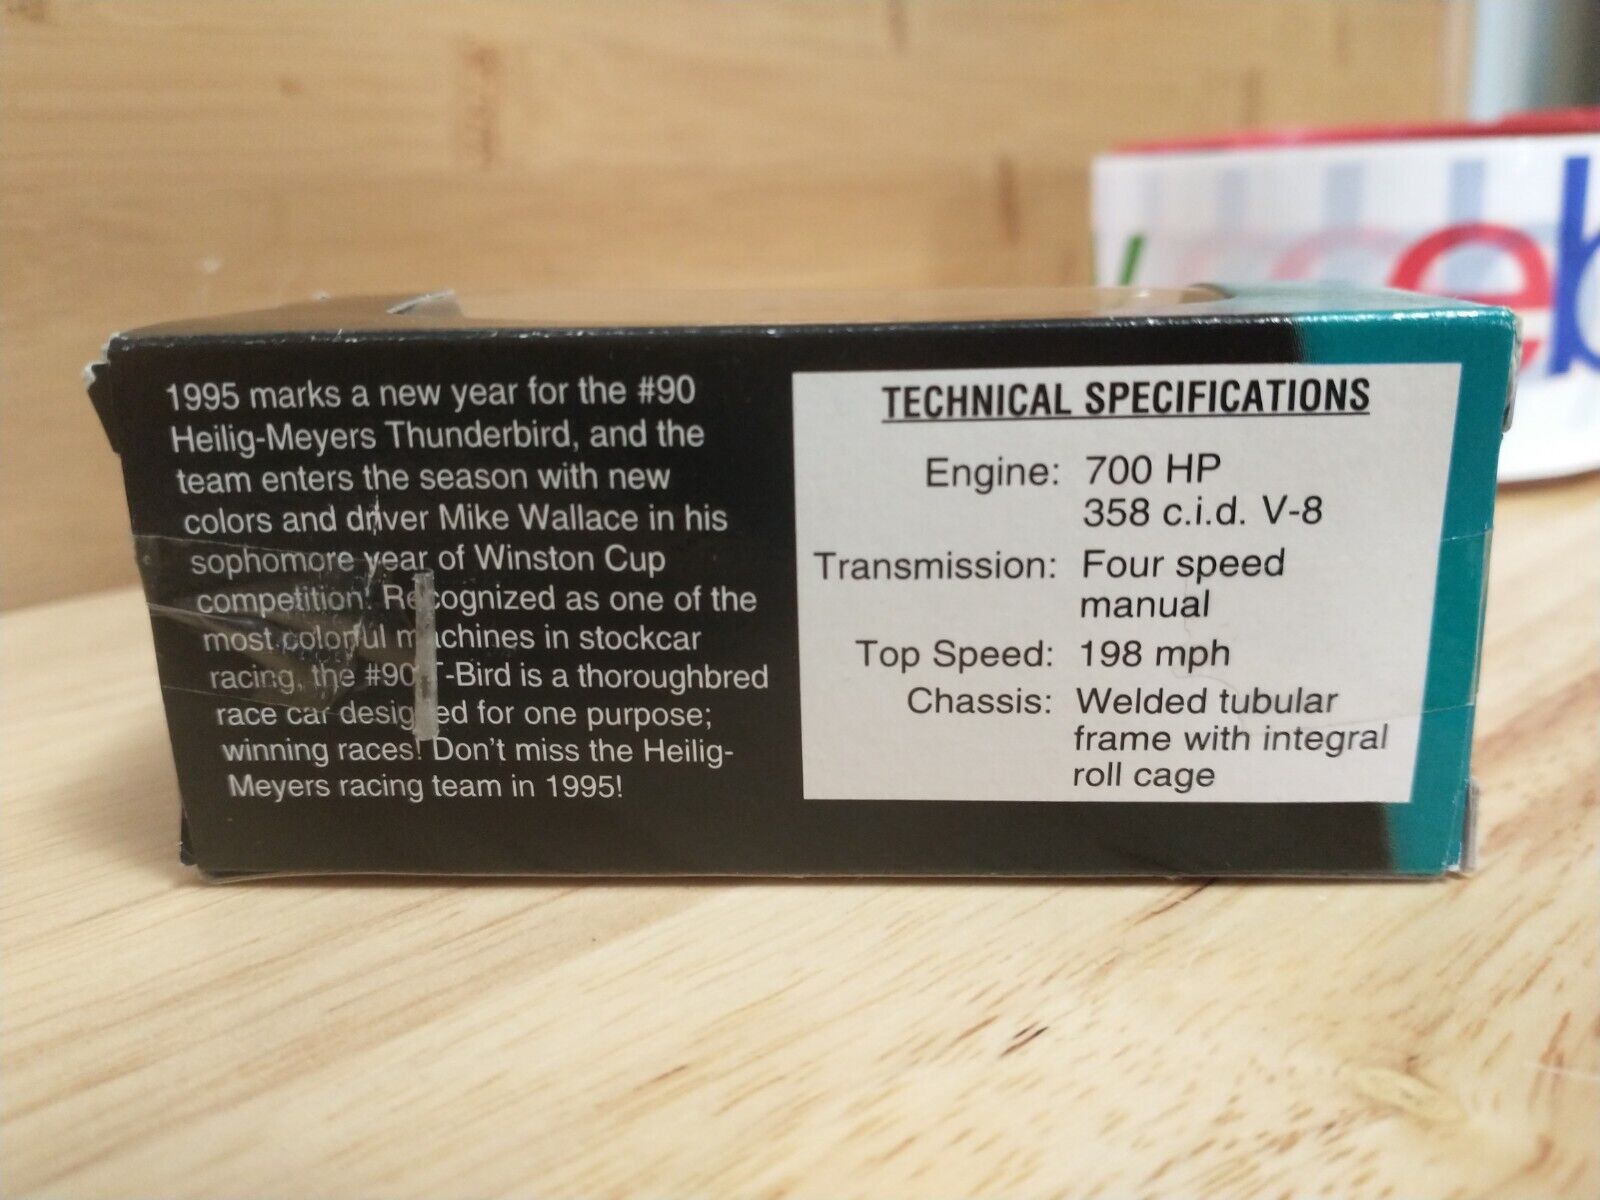 1995 marks a new year for the #90
Heilig-Meyers Thunderbird, and the
team enters the season with new
colors and driver Mike Wallace in his
sophomore year of Winston Cup
competition. Recognized as one of the
most colorful machines in stockcar
racing, the #90 T-Bird is a thoroughbred
race car designed for one purpose;
winning races! Don't miss the Heilig-
Meyers racing team in 1995!
TECHNICAL SPECIFICATIONS
Engine: 700 HP
358 c.i.d. V-8
Transmission: Four speed
manual
Top Speed: 198 mph
Chassis: Welded tubular
frame with integral
roll cage
eb